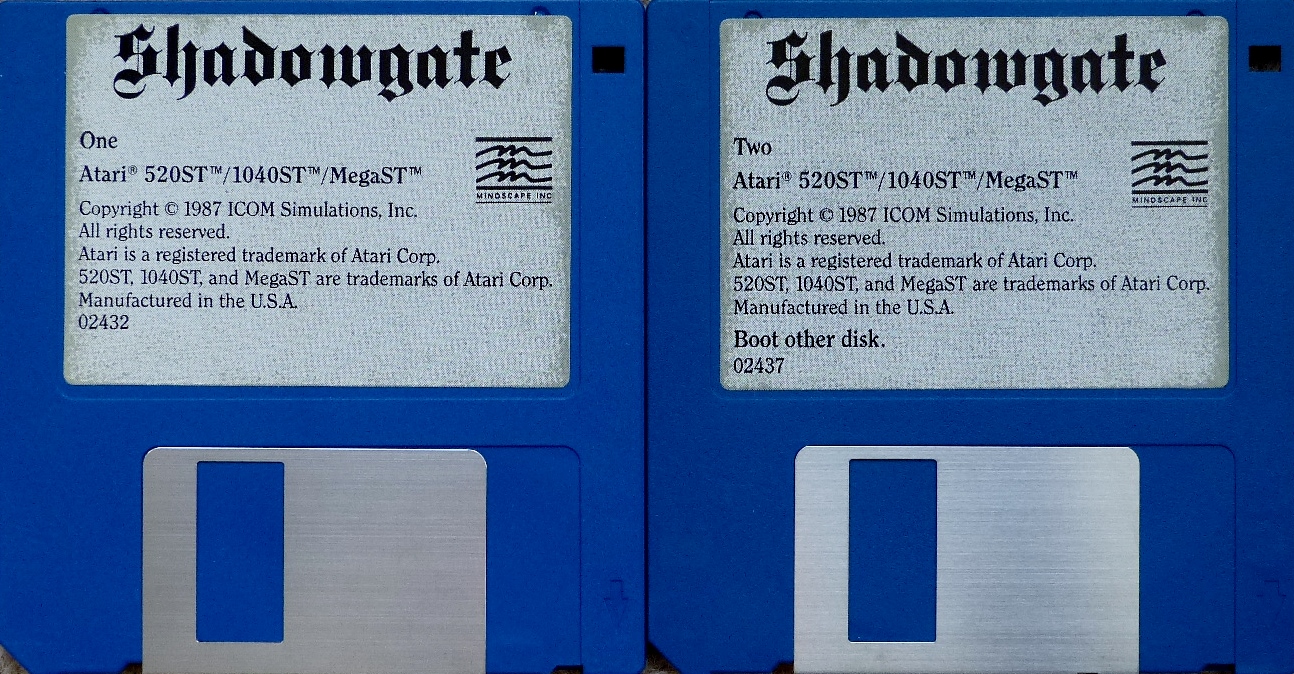 Shadowgate
One
Atari® 520ST™/1040ST™/MegaST™
MINDSCAPE INC
Copyright © 1987 ICOM Simulations, Inc.
All rights reserved.
Atari is a registered trademark of Atari Corp.
520ST, 1040ST, and MegaST are trademarks of Atari Corp.
Manufactured in the U.S.A.
02432
Shadowgate
Two
Atari® 520ST™/1040ST™/MegaST™
MINDSCAPE INC
Copyright © 1987 ICOM Simulations, Inc.
All rights reserved.
Atari is a registered trademark of Atari Corp.
520ST, 1040ST, and MegaST are trademarks of Atari Corp.
Manufactured in the U.S.A.
Boot other disk.
02437